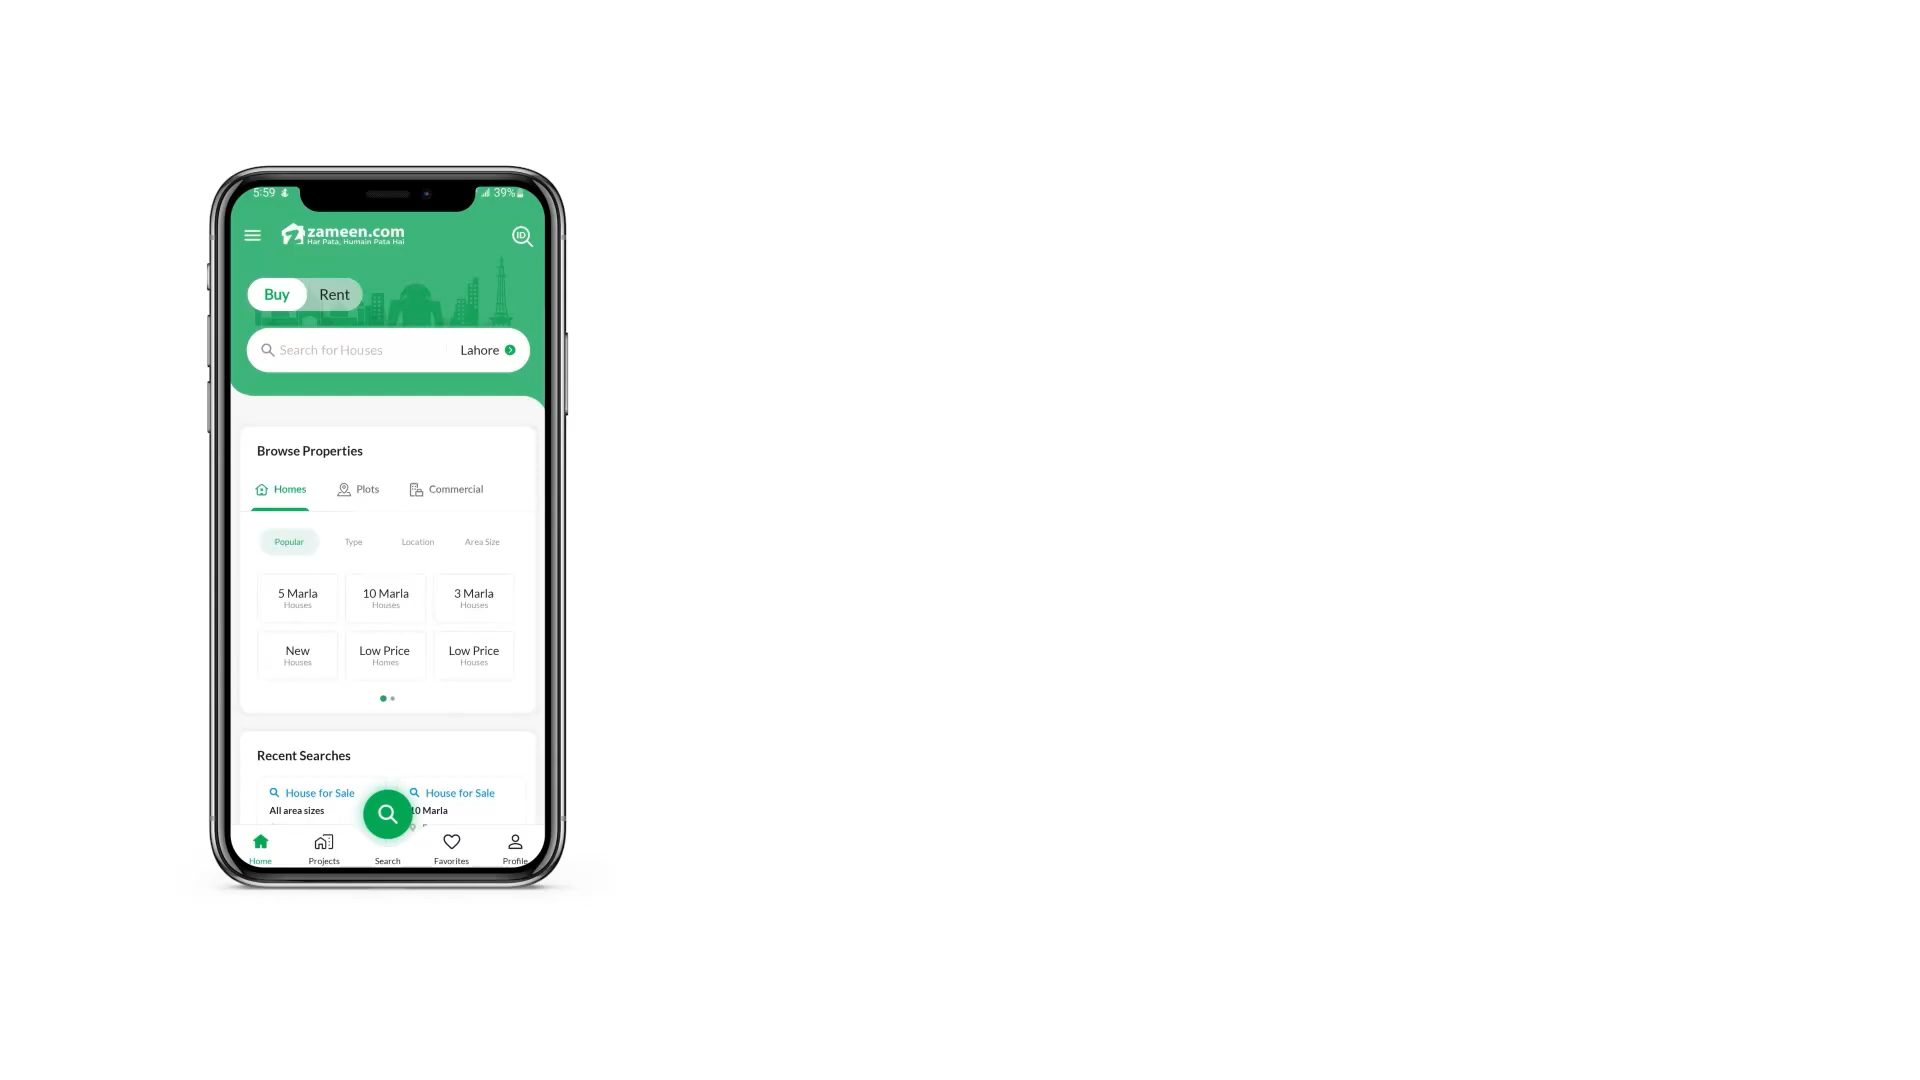 5:59 39%
zameen.com
Har Pata, Humain Pata Hai
ID
Buy Rent
Search for Houses Lahore
Browse Properties
Homes Plots Commercial
Popular Type Location Area Size
5 Marla 10 Marla 3 Marla
Houses Houses Houses
New Low Price Low Price
Houses Homes Houses
Recent Searches
House for Sale House for Sale
All area sizes 10 Marla
Home Projects Search Favorites Profile